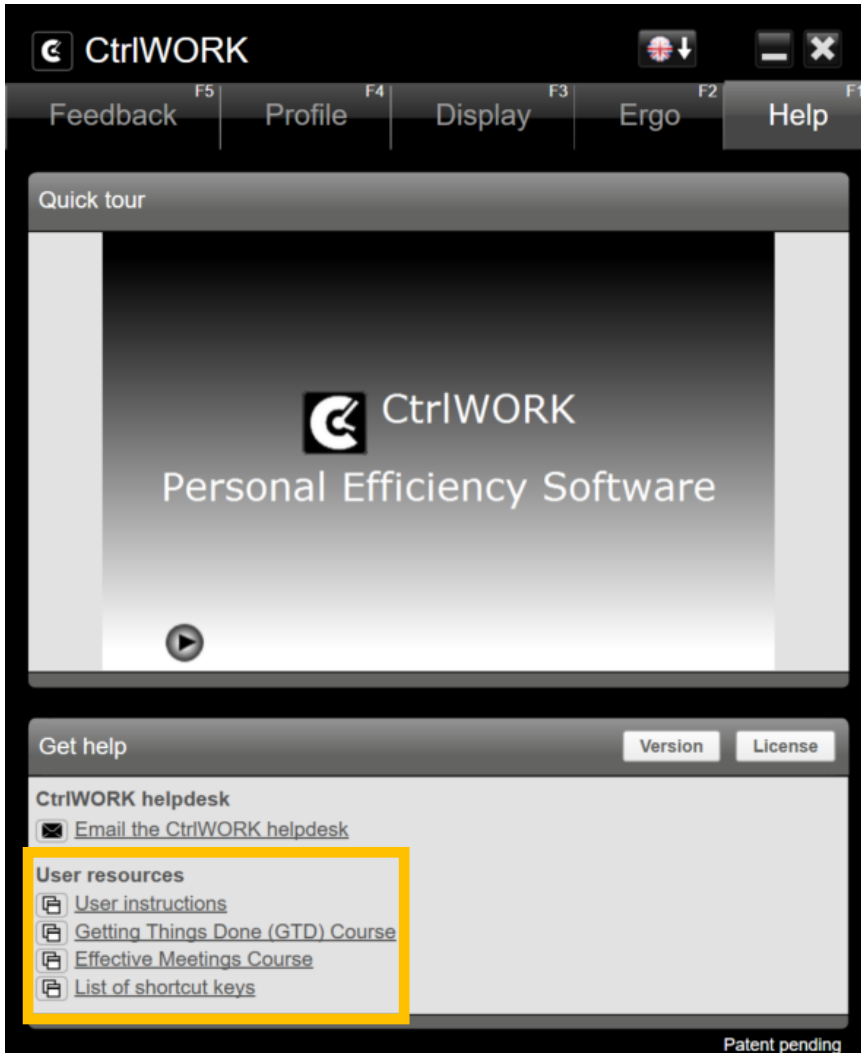 CtrlWORK
Feedback F5 Profile F4 Display F3 Ergo F2 Help F1
Quick tour
CtrlWORK
Personal Efficiency Software
Get help Version License
CtrlWORK helpdesk
Email the CtrlWORK helpdesk
User resources
User instructions
Getting Things Done (GTD) Course
Effective Meetings Course
List of shortcut keys
Patent pending